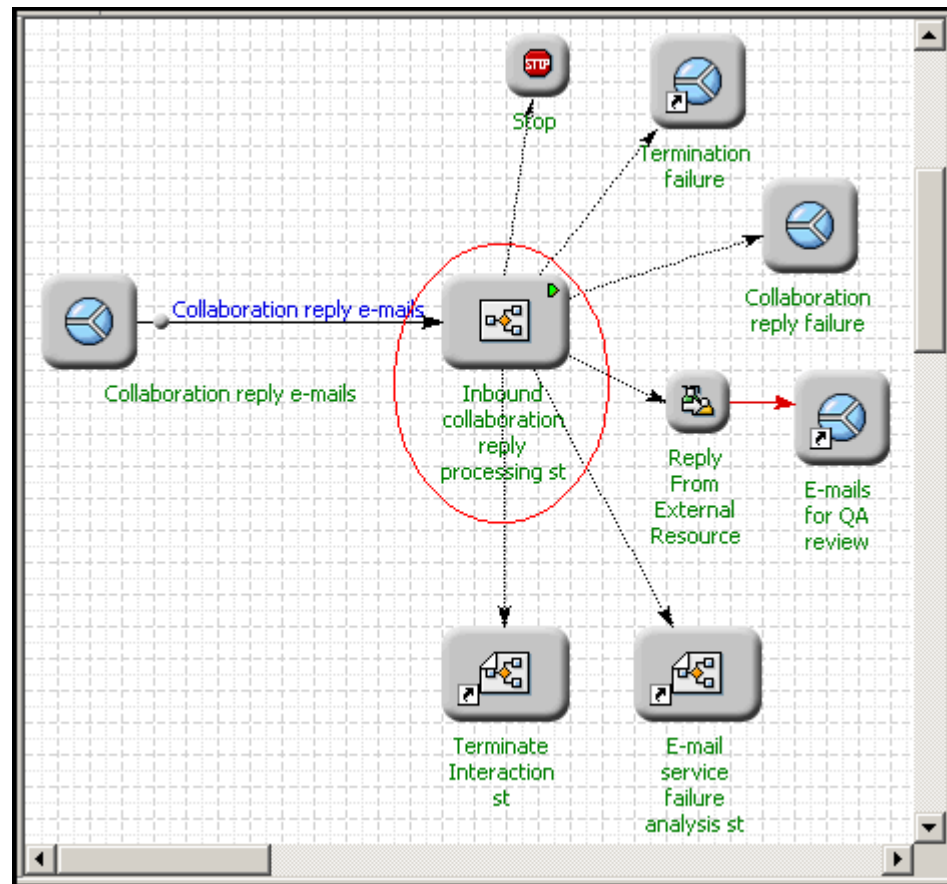 STOP
Stop
Termination
failure
Collaboration
reply failure
Collaboration reply e-mails
Collaboration reply e-mails
Inbound
collaboration
reply
processing st
Reply
From
External
Resource
E-mails
for QA
review
Terminate
Interaction
st
E-mail
service
failure
analysis st